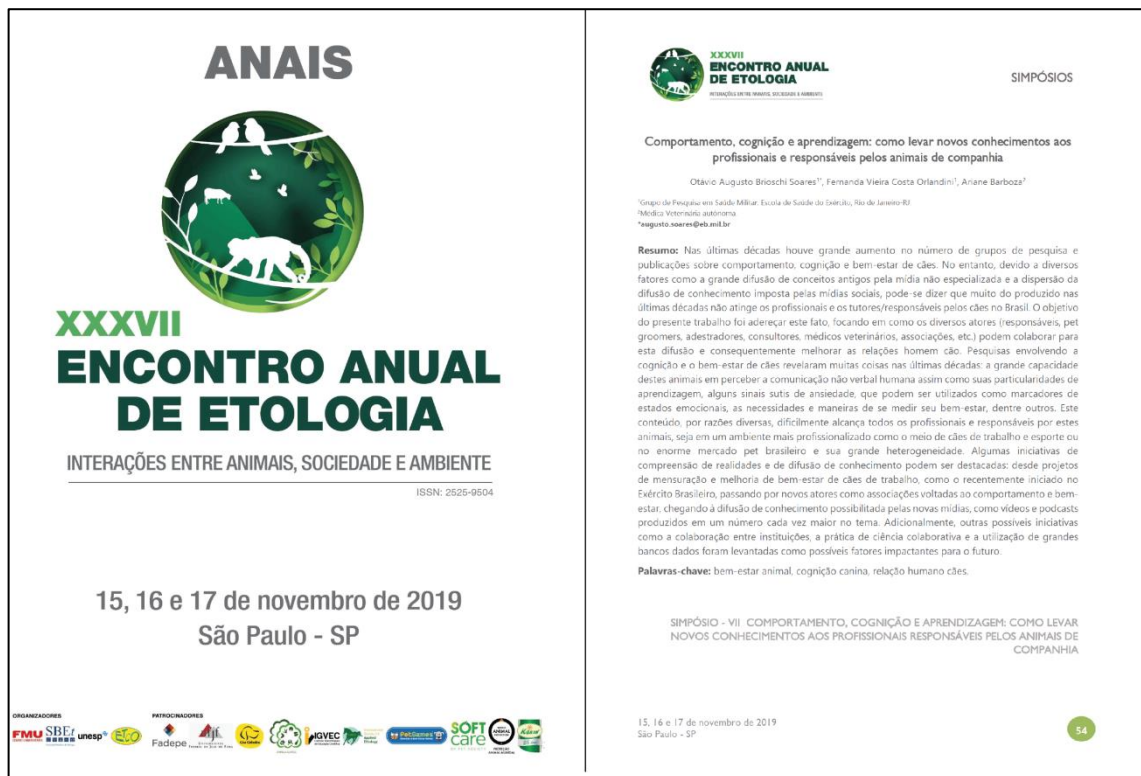 ANAIS
XXXVII
ENCONTRO ANUAL
DE ETOLOGIA
INTERAÇÕES ENTRE ANIMAIS, SOCIEDADE E AMBIENTE
ISSN: 2525-9504
15, 16 e 17 de novembro de 2019
São Paulo - SP
ORGANIZADORES
PATROCINADORES
FMU SBEt unesp
Fadepe
IGVEC
PetGames
SOFT
care
XXXVII
ENCONTRO ANUAL
DE ETOLOGIA
INTERAÇÕES ENTRE ANIMAIS, SOCIEDADE E AMBIENTE
SIMPÓSIOS
Comportamento, cognição e aprendizagem: como levar novos conhecimentos aos
profissionais e responsáveis pelos animais de companhia
Otávio Augusto Brioschi Soares¹*, Fernanda Vieira Costa Orlandini¹, Ariane Barboza²
¹Grupo de Pesquisa em Saúde Militar. Escola de Saúde do Exército, Rio de Janeiro-RJ
²Médica Veterinária autônoma.
*augusto.soares@eb.mil.br
Resumo: Nas últimas décadas houve grande aumento no número de grupos de pesquisa e
publicações sobre comportamento, cognição e bem-estar de cães. No entanto, devido a diversos
fatores como a grande difusão de conceitos antigos pela mídia não especializada e a dispersão da
difusão de conhecimento imposta pelas mídias sociais, pode-se dizer que muito do produzido nas
últimas décadas não atinge os profissionais e os tutores/responsáveis pelos cães no Brasil. O objetivo
do presente trabalho foi adereçar este fato, focando em como os diversos atores (responsáveis, pet
groomers, adestradores, consultores, médicos veterinários, associações, etc.) podem colaborar para
esta difusão e consequentemente melhorar as relações homem cão. Pesquisas envolvendo a
cognição e o bem-estar de cães revelaram muitas coisas nas últimas décadas: a grande capacidade
destes animais em perceber a comunicação não verbal humana assim como suas particularidades de
aprendizagem, alguns sinais sutis de ansiedade, que podem ser utilizados como marcadores de
estados emocionais, as necessidades e maneiras de se medir seu bem-estar, dentre outros. Este
conteúdo, por razões diversas, dificilmente alcança todos os profissionais e responsáveis por estes
animais, seja em um ambiente mais profissionalizado como o meio de cães de trabalho e esporte ou
no enorme mercado pet brasileiro e sua grande heterogeneidade. Algumas iniciativas de
compreensão de realidades e de difusão de conhecimento podem ser destacadas: desde projetos
de mensuração e melhoria de bem-estar de cães de trabalho, como o recentemente iniciado no
Exército Brasileiro, passando por novos atores como associações voltadas ao comportamento e bem-
estar, chegando à difusão de conhecimento possibilitada pelas novas mídias, como vídeos e podcasts
produzidos em um número cada vez maior no tema. Adicionalmente, outras possíveis iniciativas
como a colaboração entre instituições, a prática de ciência colaborativa e a utilização de grandes
bancos dados foram levantadas como possíveis fatores impactantes para o futuro.
Palavras-chave: bem-estar animal, cognição canina, relação humano cães.
SIMPÓSIO - VII COMPORTAMENTO, COGNIÇÃO E APRENDIZAGEM: COMO LEVAR
NOVOS CONHECIMENTOS AOS PROFISSIONAIS RESPONSÁVEIS PELOS ANIMAIS DE
COMPANHIA
15, 16 e 17 de novembro de 2019
São Paulo - SP
54